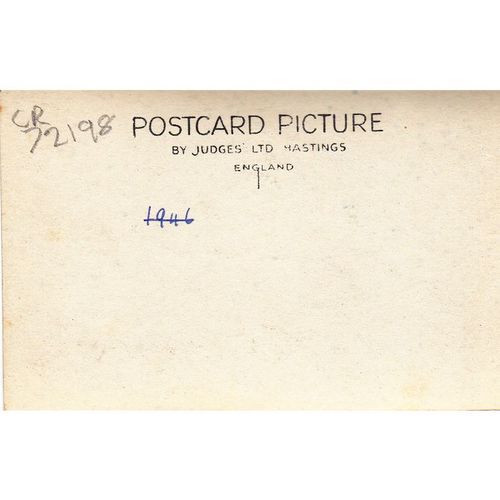 CR
72198
POSTCARD PICTURE
BY JUDGES' LTD HASTINGS
ENGLAND
1946